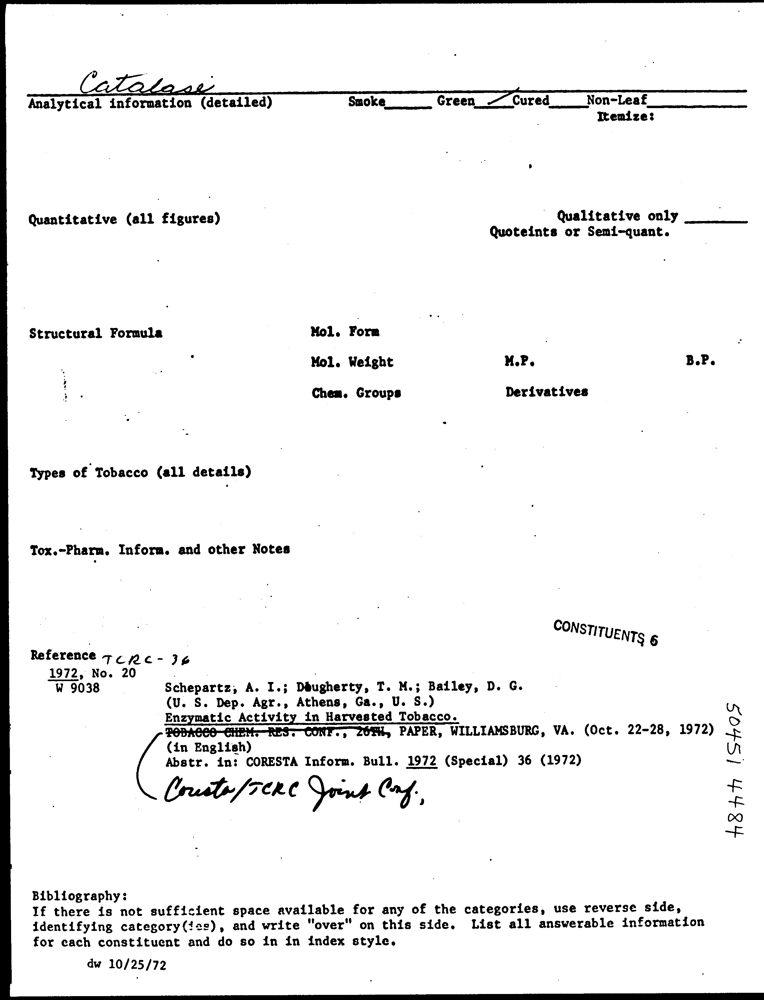 Catalase
Analytical information (detailed) Smoke Green Cured Non-Leaf
Itemize:
Quantitative (all figures) Qualitative only
Quoteints or Semi-quant.
Structural Formula Mol. Form
Mol. Weight M.P. B.P.
Chem. Groups Derivatives
Types of Tobacco (all details)
Tox.-Pharm. Inform. and other Notes
CONSTITUENTS 6
Reference TCRC-36
1972, No. 20
W 9038 Schepartz, A. I.; Daugherty, T. M.; Bailey, D. G.
(U. S. Dep. Agr., Athens, Ga., U. S.)
Enzymatic Activity in Harvested Tobacco.
TOBACCO CHEM. RES. CONF., 26TH, PAPER, WILLIAMSBURG, VA. (Oct. 22-28, 1972)
(in English)
Abstr. in: CORESTA Inform. Bull. 1972 (Special) 36 (1972)
Coresta/TCRC Joint Conf.,
50451 4484
Bibliography:
If there is not sufficient space available for any of the categories, use reverse side,
identifying category(ies), and write "over" on this side. List all answerable information
for each constituent and do so in in index style.
dw 10/25/72